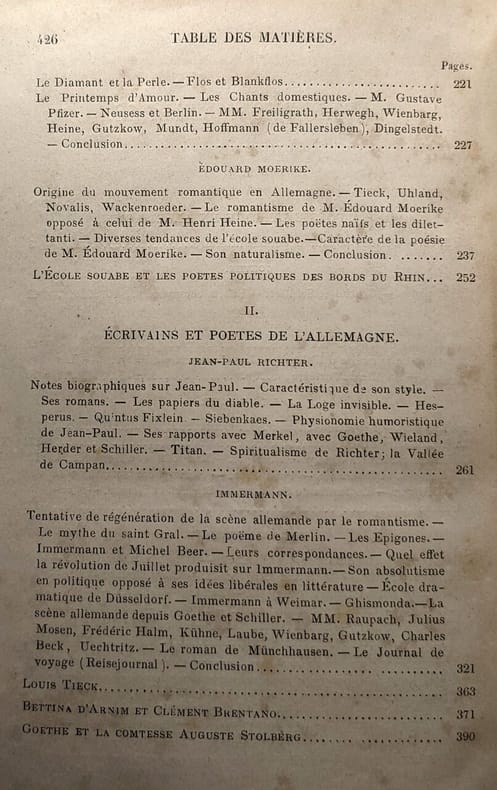 426 TABLE DES MATIÈRES.
Pages.
Le Diamant et la Perle. — Flos et Blankflos........................ 221
Le Printemps d'Amour. — Les Chants domestiques. — M. Gustave
Pfizer. — Neusess et Berlin. — MM. Freiligrath, Herwegh, Wienbarg,
Heine, Gutzkow, Mundt, Hoffmann (de Fallersleben), Dingelstedt.
— Conclusion................................................ 227
ÉDOUARD MOERIKE.
Origine du mouvement romantique en Allemagne. — Tieck, Uhland,
Novalis, Wackenroeder. — Le romantisme de M. Édouard Moerike
opposé à celui de M. Henri Heine. — Les poëtes naïfs et les dilet-
tanti. — Diverses tendances de l'école souabe.—Caractère de la poésie
de M. Édouard Moerike. — Son naturalisme. — Conclusion. ....... 237
L'ÉCOLE SOUABE ET LES POETES POLITIQUES DES BORDS DU RHIN... 252
II.
ÉCRIVAINS ET POETES DE L'ALLEMAGNE.
JEAN-PAUL RICHTER.
Notes biographiques sur Jean-Paul. — Caractéristique de son style. —
Ses romans. — Les papiers du diable. — La Loge invisible. — Hes-
perus. — Quintus Fixlein — Siebenkaes. — Physionomie humoristique
de Jean-Paul. — Ses rapports avec Merkel, avec Goethe, Wieland,
Herder et Schiller. — Titan. — Spiritualisme de Richter; la Vallée
de Campan.................................................. 261
IMMERMANN.
Tentative de régénération de la scène allemande par le romantisme. —
Le mythe du saint Gral. — Le poëme de Merlin. — Les Epigones. —
Immermann et Michel Beer. — Leurs correspondances. — Quel effet
la révolution de Juillet produisit sur Immermann. — Son absolutisme
en politique opposé à ses idées libérales en littérature — École dra-
matique de Düsseldorf. — Immermann à Weimar. — Ghismonda.—La
scène allemande depuis Goethe et Schiller. — MM. Raupach, Julius
Mosen, Frédéric Halm, Kühne, Laube, Wienbarg, Gutzkow, Charles
Beck, Uechtritz. — Le roman de Münchhausen. — Le Journal de
voyage (Reisejournal). — Conclusion............................ 321
LOUIS TIECK.................................................. 363
BETTINA D'ARNIM ET CLÉMENT BRENTANO......................... 371
GOETHE ET LA COMTESSE AUGUSTE STOLBERG...................... 390